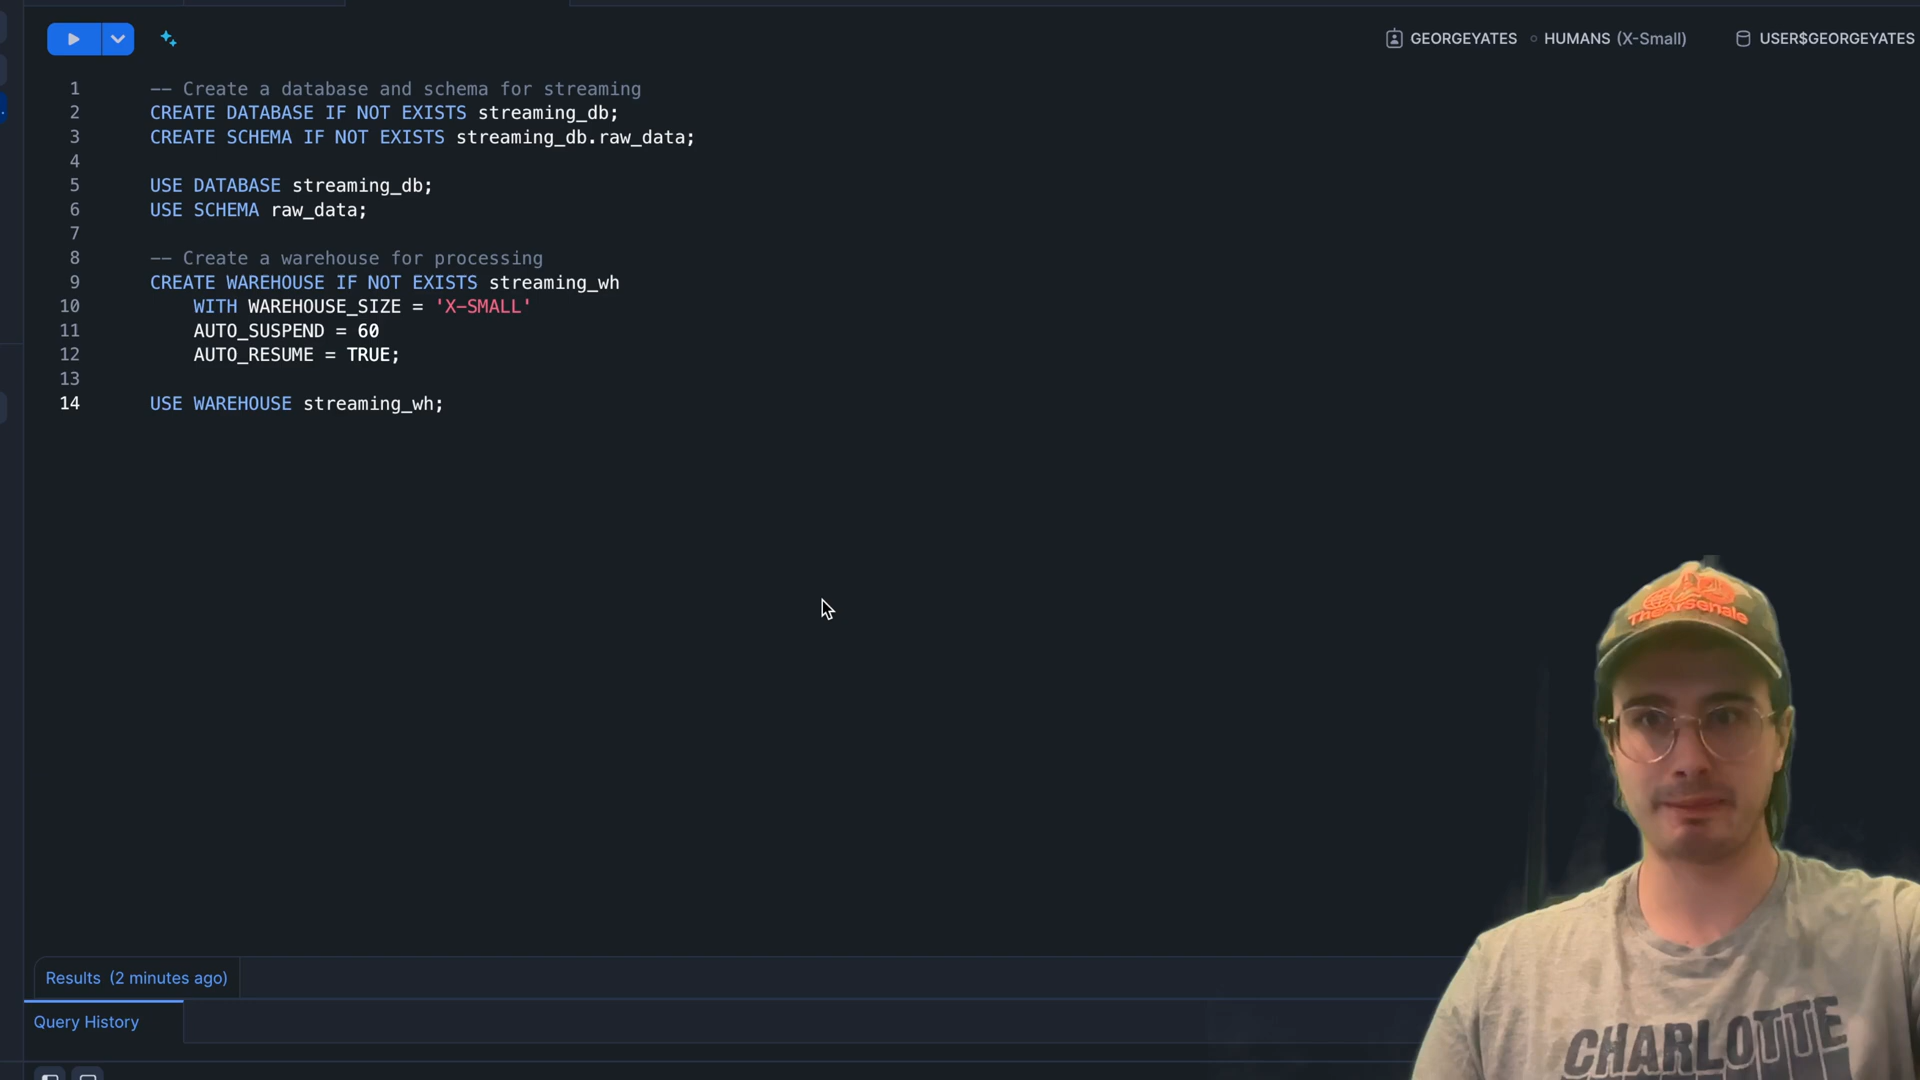 GEORGEYATES HUMANS (X-Small) USER$GEORGEYATES
1 -- Create a database and schema for streaming
2 CREATE DATABASE IF NOT EXISTS streaming_db;
3 CREATE SCHEMA IF NOT EXISTS streaming_db.raw_data;
4
5 USE DATABASE streaming_db;
6 USE SCHEMA raw_data;
7
8 -- Create a warehouse for processing
9 CREATE WAREHOUSE IF NOT EXISTS streaming_wh
10 WITH WAREHOUSE_SIZE = 'X-SMALL'
11 AUTO_SUSPEND = 60
12 AUTO_RESUME = TRUE;
13
14 USE WAREHOUSE streaming_wh;
TheArsenale
CHARLOTTE
Results (2 minutes ago)
Query History